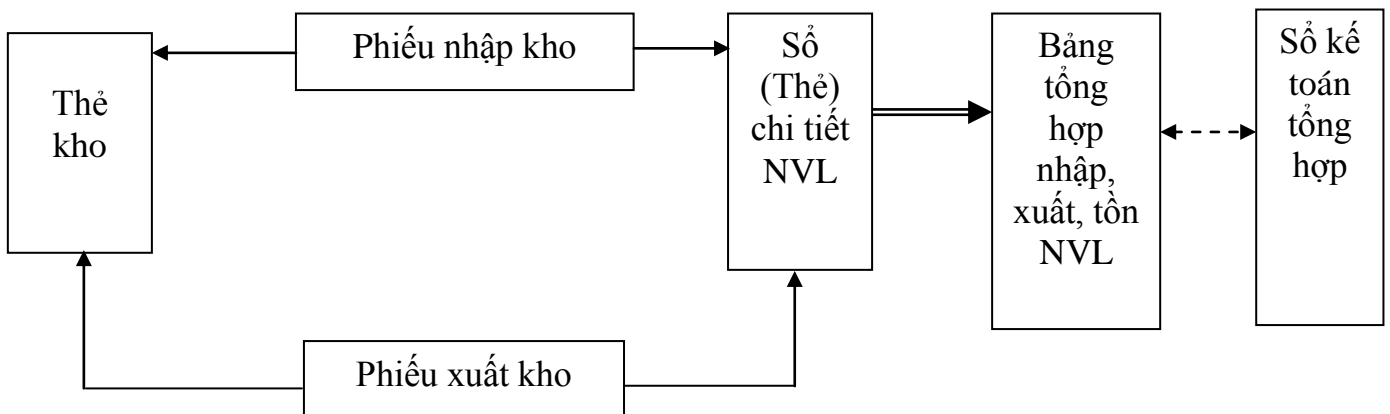 Thẻ
kho
Phiếu nhập kho
Phiếu xuất kho
Sổ
(Thẻ)
chi tiết
NVL
Bảng
tổng
hợp
nhập,
xuất, tồn
NVL
Sổ kế
toán
tổng
hợp